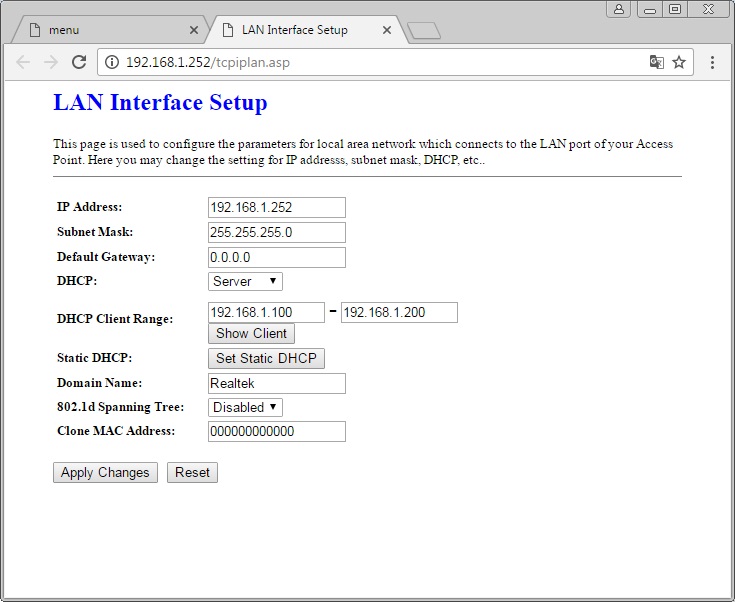 menu
LAN Interface Setup
192.168.1.252/tcpiplan.asp
LAN Interface Setup
This page is used to configure the parameters for local area network which connects to the LAN port of your Access
Point. Here you may change the setting for IP addresss, subnet mask, DHCP, etc..
IP Address: 192.168.1.252
Subnet Mask: 255.255.255.0
Default Gateway: 0.0.0.0
DHCP: Server
DHCP Client Range: 192.168.1.100 – 192.168.1.200
Show Client
Static DHCP: Set Static DHCP
Domain Name: Realtek
802.1d Spanning Tree: Disabled
Clone MAC Address: 000000000000
Apply Changes Reset